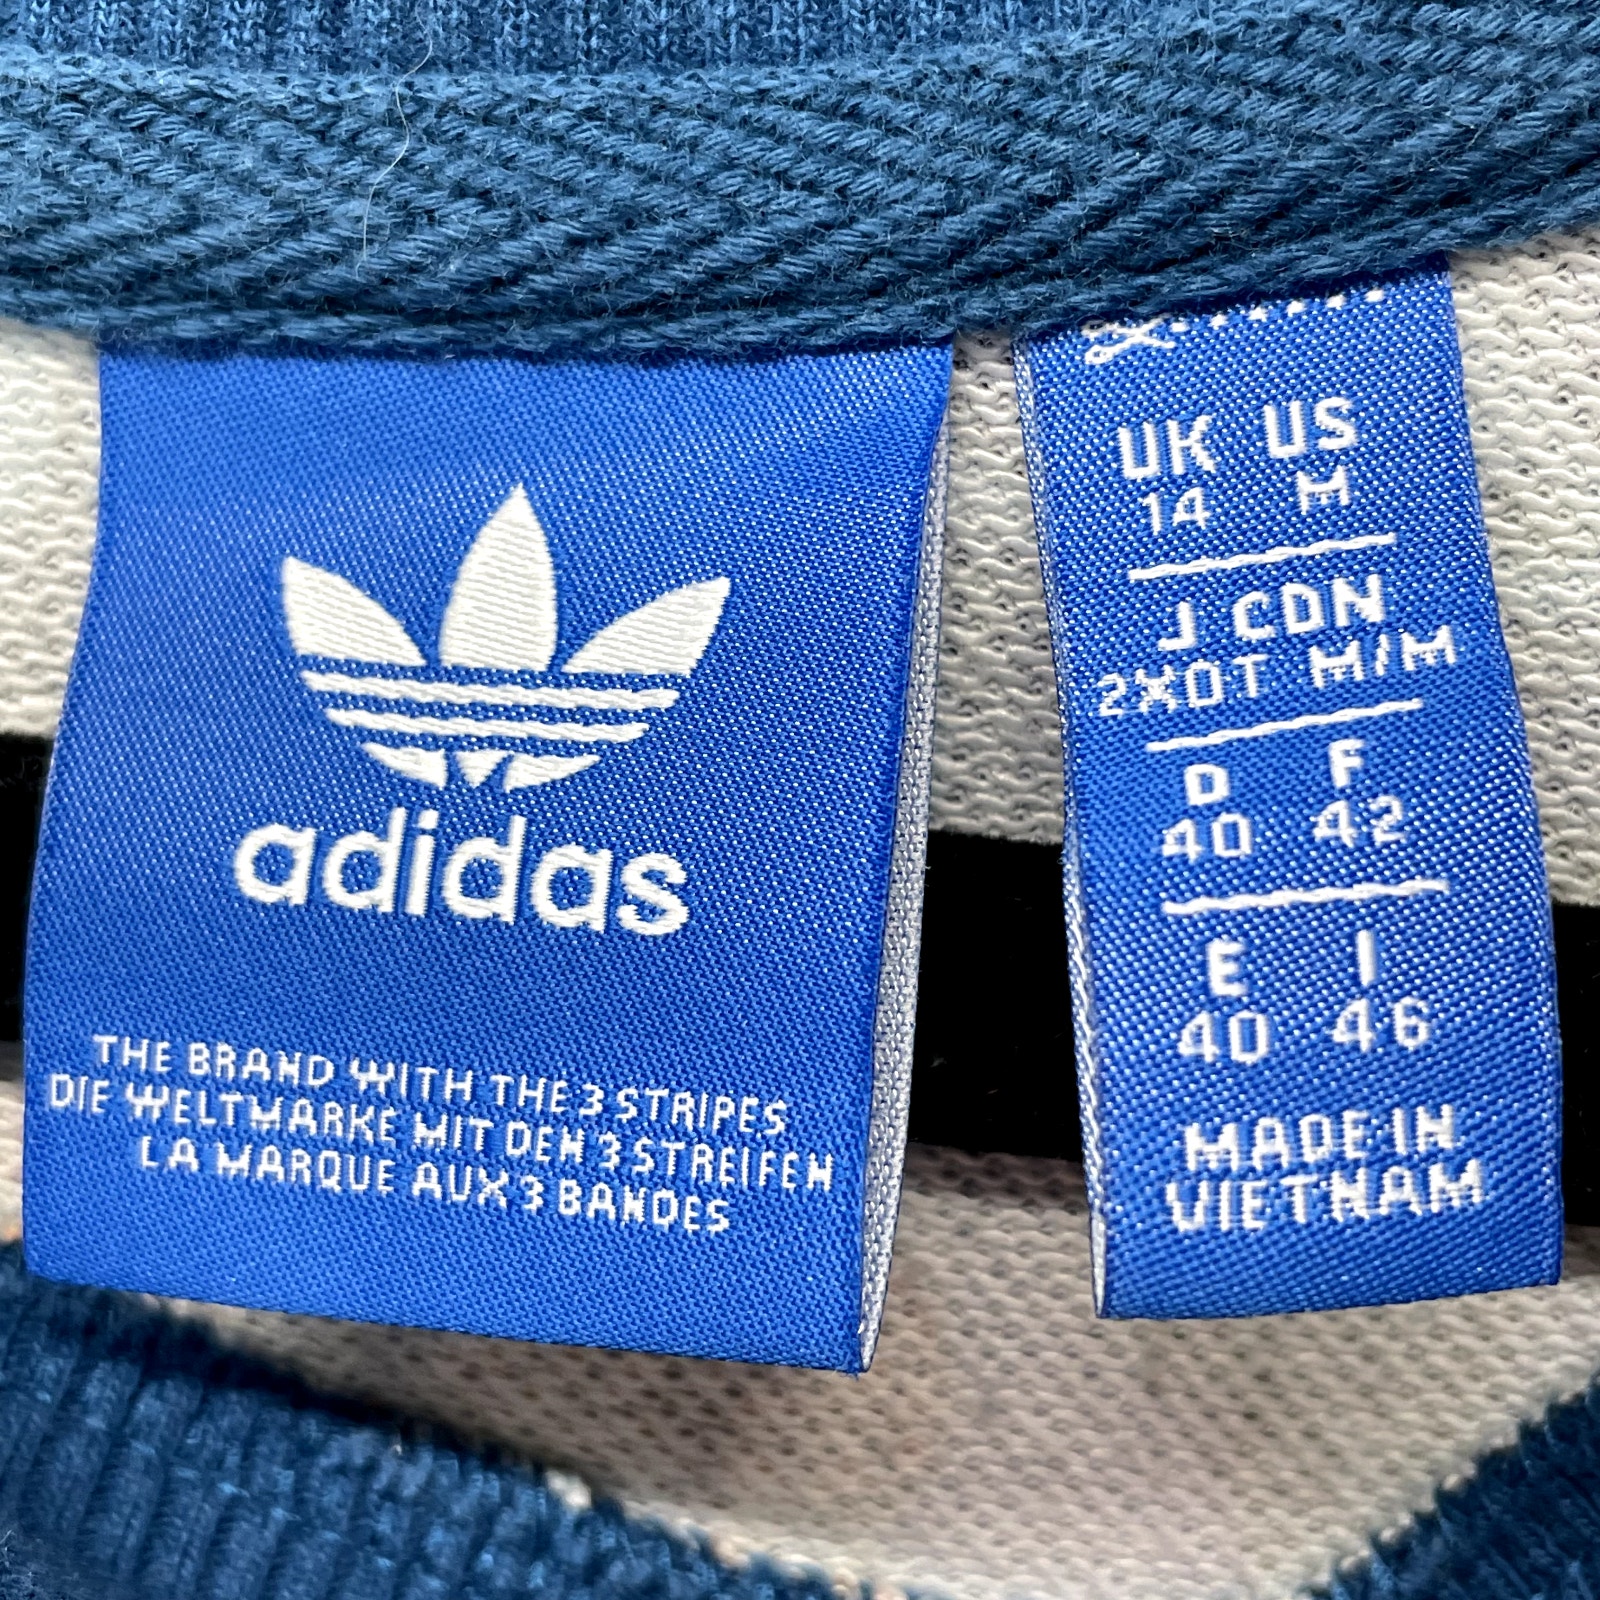 adidas
THE BRAND WITH THE 3 STRIPES
DIE WELTMARKE MIT DEN 3 STREIFEN
LA MARQUE AUX 3 BANDES
UK US
14 M
J CDN
2XOT M/M
D F
40 42
E I
40 46
MADE IN
VIETNAM